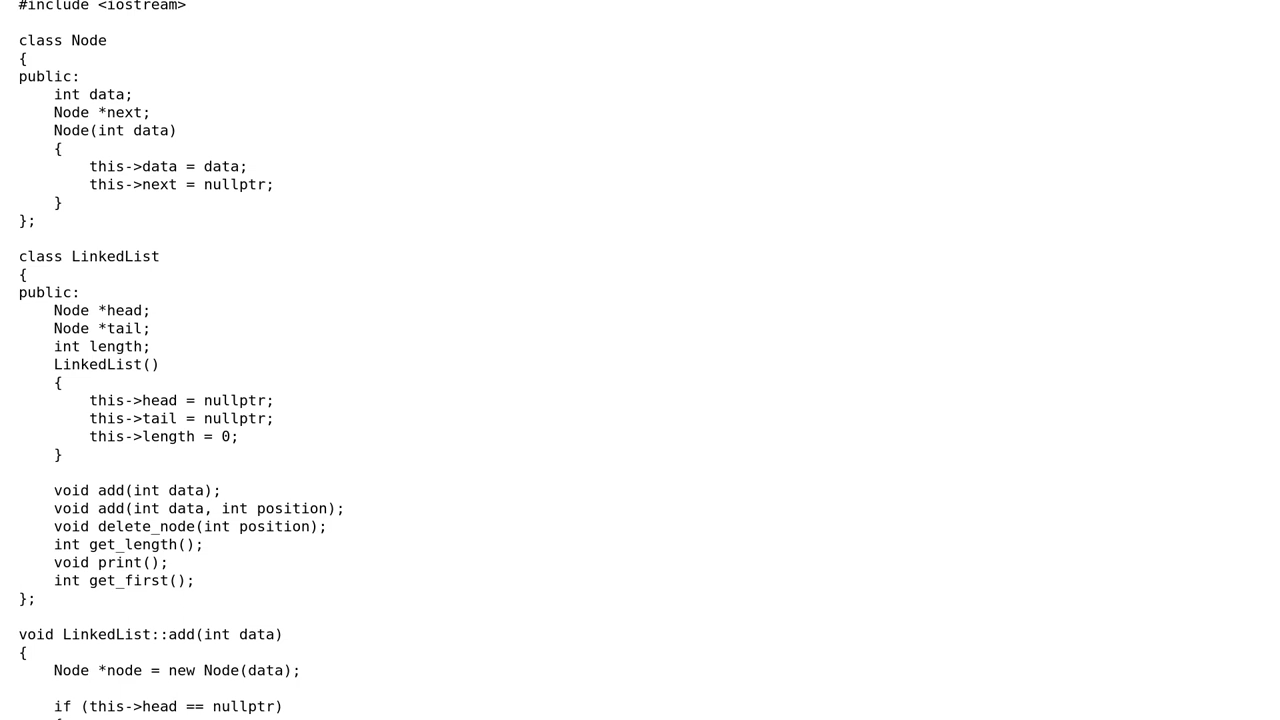 #include <iostream>

class Node
{
public:
    int data;
    Node *next;
    Node(int data)
    {
        this->data = data;
        this->next = nullptr;
    }
};

class LinkedList
{
public:
    Node *head;
    Node *tail;
    int length;
    LinkedList()
    {
        this->head = nullptr;
        this->tail = nullptr;
        this->length = 0;
    }

    void add(int data);
    void add(int data, int position);
    void delete_node(int position);
    int get_length();
    void print();
    int get_first();
};

void LinkedList::add(int data)
{
    Node *node = new Node(data);

    if (this->head == nullptr)
    {